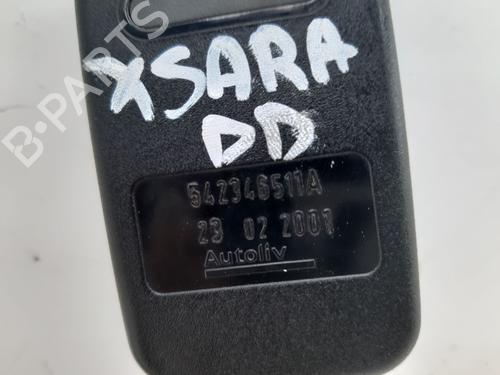 XSARA
DD
B-PARTS
542346511A
23 02 2001
Autoliv